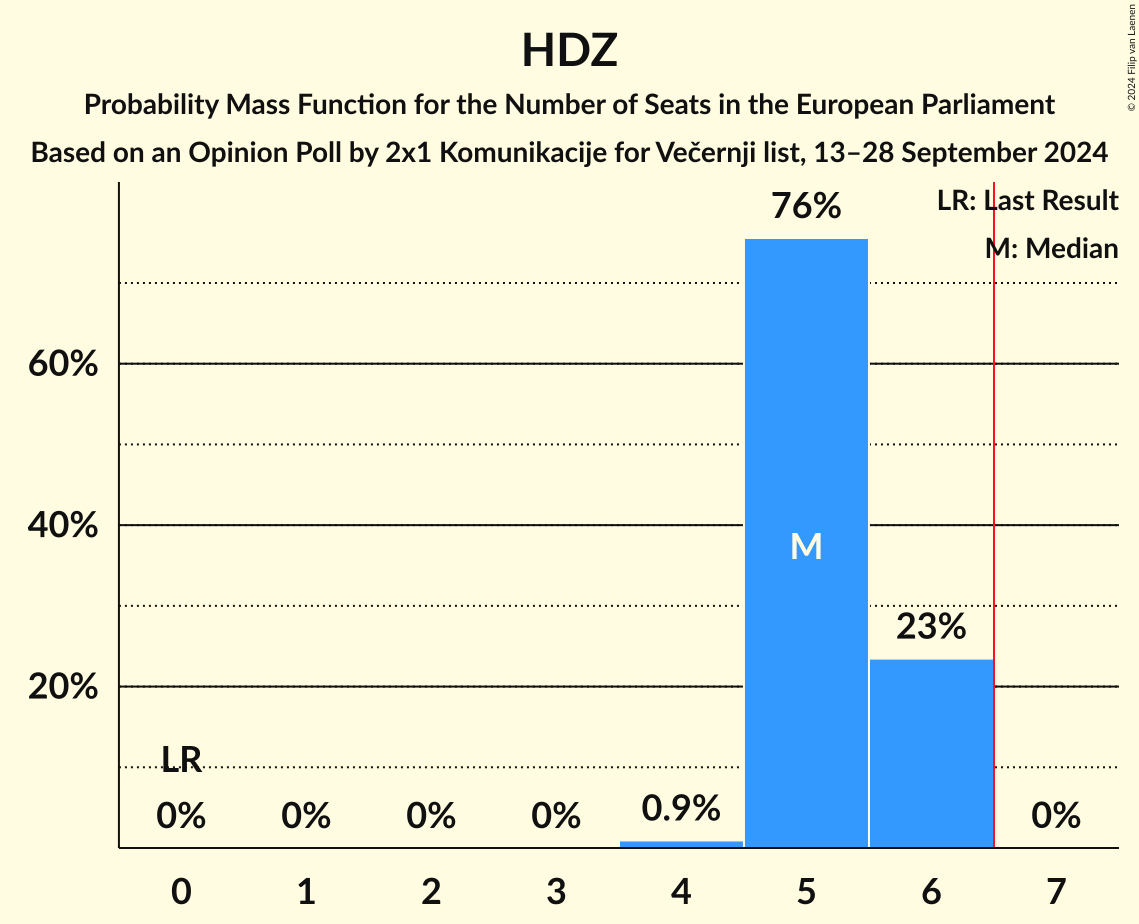 HDZ
Probability Mass Function for the Number of Seats in the European Parliament
Based on an Opinion Poll by 2x1 Komunikacije for Večernji list, 13–28 September 2024
© 2024 Filip van Laenen
LR: Last Result
M: Median
76%
60%
40%
M
23%
20%
LR
0% 0% 0% 0% 0.9% 0%
0 1 2 3 4 5 6 7